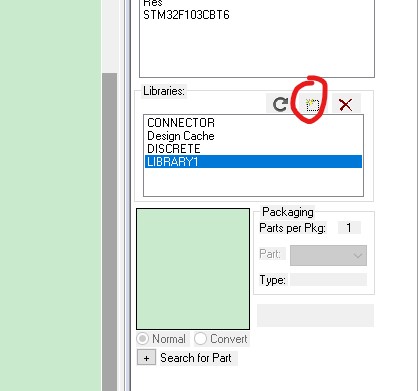 Res
STM32F103CBT6
Libraries:
CONNECTOR
Design Cache
DISCRETE
LIBRARY1
Packaging
Parts per Pkg: 1
Part:
Type:
Normal Convert
+ Search for Part